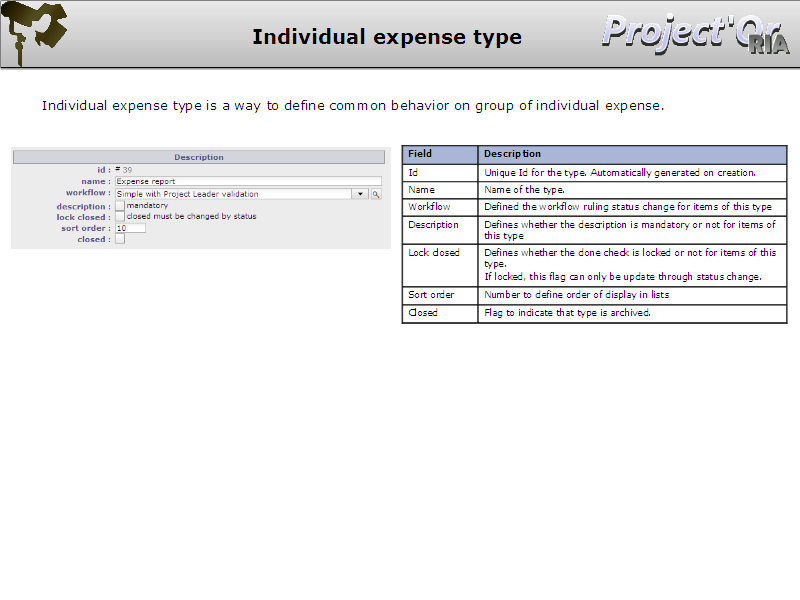 Individual expense type
Project'Or
RIA
Individual expense type is a way to define common behavior on group of individual expense.
Description
id : # 39
name : Expense report
workflow : Simple with Project Leader validation
description : mandatory
lock closed : closed must be changed by status
sort order : 10
closed :
Field Description
Id Unique Id for the type. Automatically generated on creation.
Name Name of the type.
Workflow Defined the workflow ruling status change for items of this type
Description Defines whether the description is mandatory or not for items of
this type
Lock closed Defines whether the done check is locked or not for items of this
type.
If locked, this flag can only be update through status change.
Sort order Number to define order of display in lists
Closed Flag to indicate that type is archived.